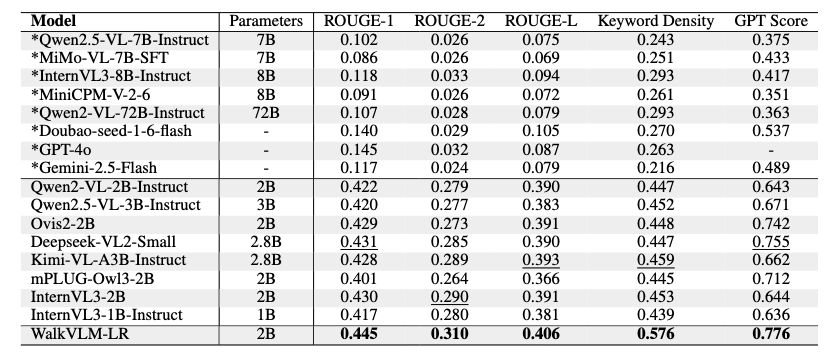 Model Parameters ROUGE-1 ROUGE-2 ROUGE-L Keyword Density GPT Score
*Qwen2.5-VL-7B-Instruct 7B 0.102 0.026 0.075 0.243 0.375
*MiMo-VL-7B-SFT 7B 0.086 0.026 0.069 0.251 0.433
*InternVL3-8B-Instruct 8B 0.118 0.033 0.094 0.293 0.417
*MiniCPM-V-2-6 8B 0.091 0.026 0.072 0.261 0.351
*Qwen2-VL-72B-Instruct 72B 0.107 0.028 0.079 0.293 0.363
*Doubao-seed-1-6-flash - 0.140 0.029 0.105 0.270 0.537
*GPT-4o - 0.145 0.032 0.087 0.263 -
*Gemini-2.5-Flash - 0.117 0.024 0.079 0.216 0.489
Qwen2-VL-2B-Instruct 2B 0.422 0.279 0.390 0.447 0.643
Qwen2.5-VL-3B-Instruct 3B 0.420 0.277 0.383 0.452 0.671
Ovis2-2B 2B 0.429 0.273 0.391 0.448 0.742
Deepseek-VL2-Small 2.8B 0.431 0.285 0.390 0.447 0.755
Kimi-VL-A3B-Instruct 2.8B 0.428 0.289 0.393 0.459 0.662
mPLUG-Owl3-2B 2B 0.401 0.264 0.366 0.445 0.712
InternVL3-2B 2B 0.430 0.290 0.391 0.453 0.644
InternVL3-1B-Instruct 1B 0.417 0.280 0.381 0.439 0.636
WalkVLM-LR 2B 0.445 0.310 0.406 0.576 0.776